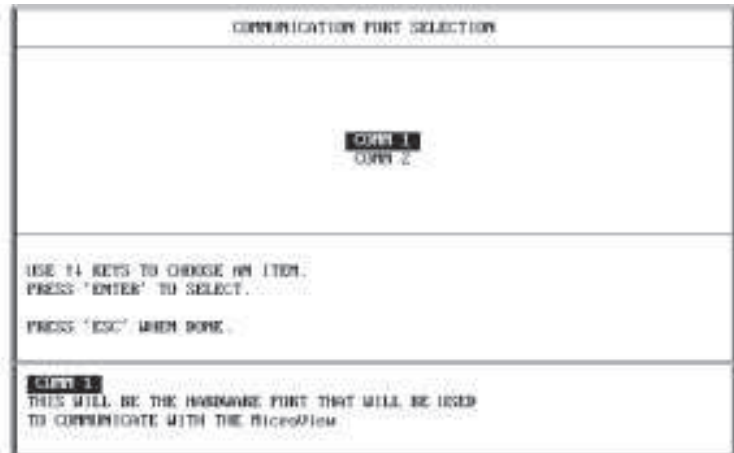 COMMUNICATION PORT SELECTION
COMM 1
COMM 2
USE ↑↓ KEYS TO CHOOSE AN ITEM.
PRESS 'ENTER' TO SELECT.
PRESS 'ESC' WHEN DONE.
COMM 1
THIS WILL BE THE HARDWARE PORT THAT WILL BE USED
TO COMMUNICATE WITH THE MicroView